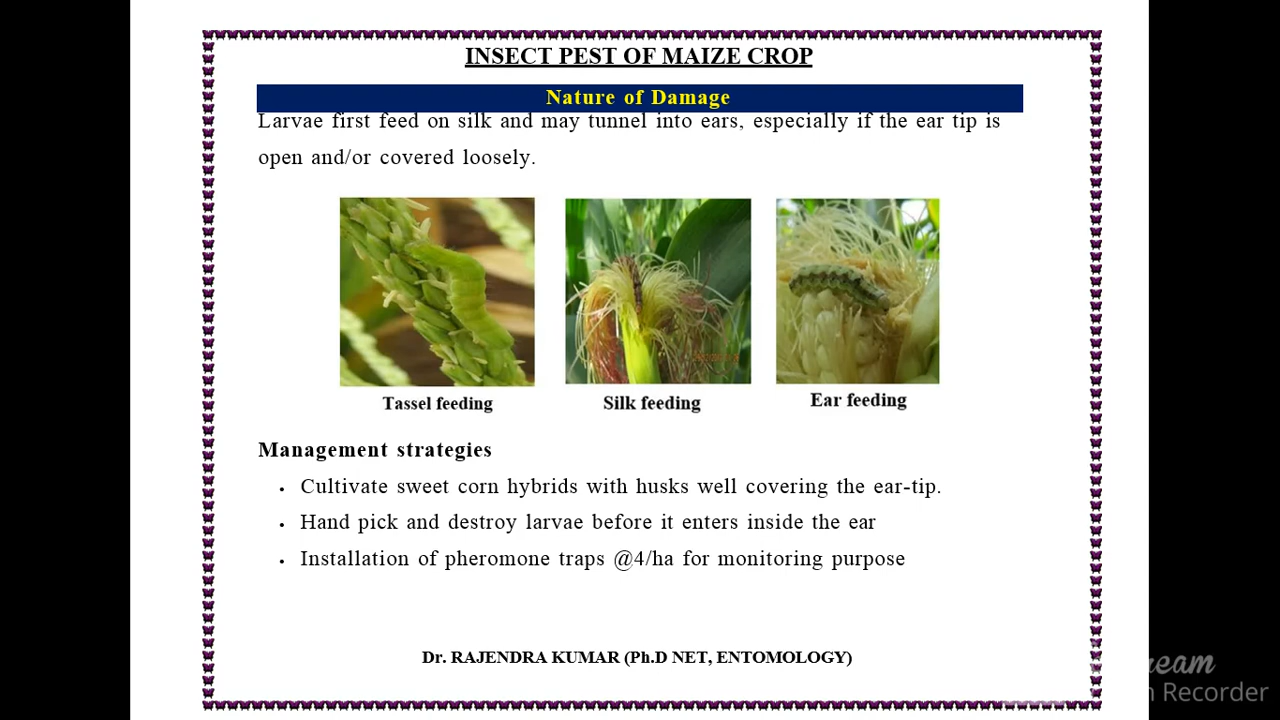 INSECT PEST OF MAIZE CROP
Nature of Damage
Larvae first feed on silk and may tunnel into ears, especially if the ear tip is
open and/or covered loosely.
Tassel feeding
Silk feeding
Ear feeding
Management strategies
• Cultivate sweet corn hybrids with husks well covering the ear-tip.
• Hand pick and destroy larvae before it enters inside the ear
• Installation of pheromone traps @4/ha for monitoring purpose
Dr. RAJENDRA KUMAR (Ph.D NET, ENTOMOLOGY)
Recorder